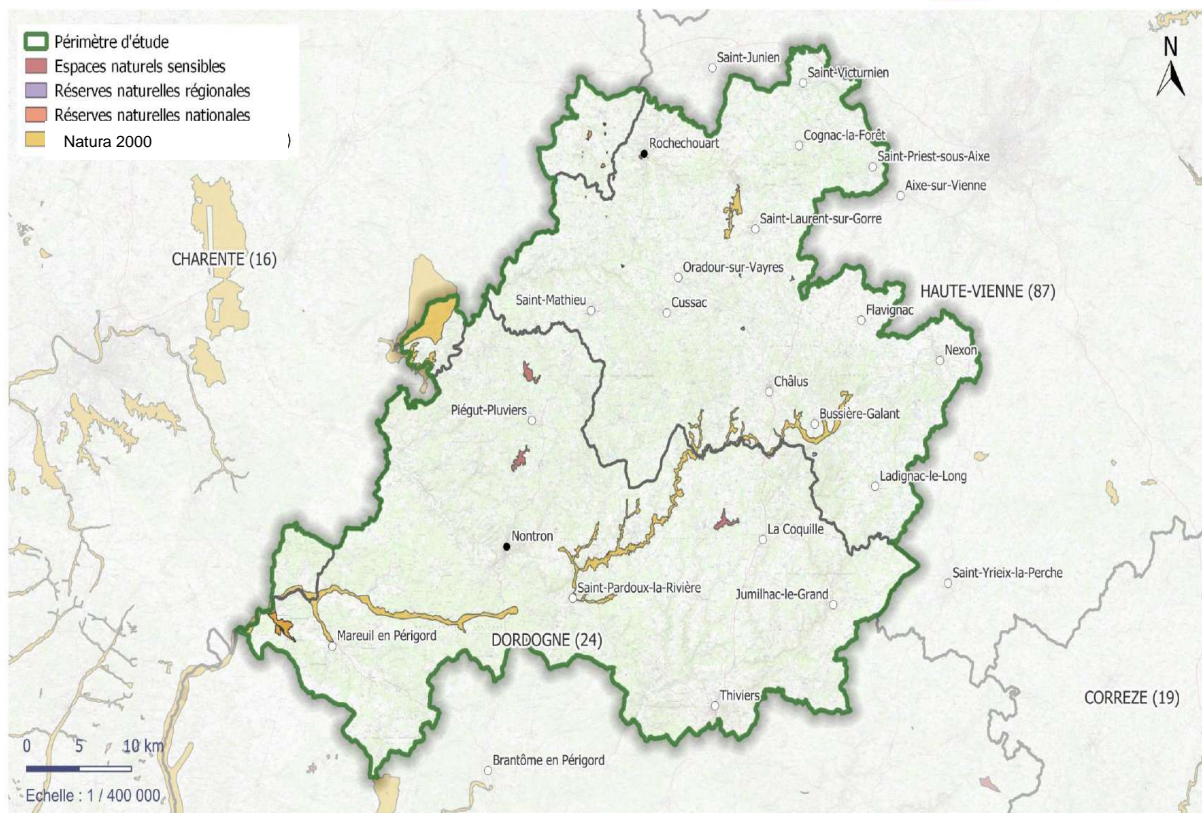 Périmètre d'étude
Espaces naturels sensibles
Réserves naturelles régionales
Réserves naturelles nationales
Natura 2000 )
N
Saint-Junien
Saint-Victurnien
Rochechouart
Cognac-la-Forêt
Saint-Priest-sous-Aixe
Aixe-sur-Vienne
Saint-Laurent-sur-Gorre
CHARENTE (16)
Oradour-sur-Vayres
HAUTE-VIENNE (87)
Saint-Mathieu
Cussac
Flavignac
Nexon
Châlus
Piégut-Pluviers
Bussière-Galant
Ladignac-le-Long
Nontron
La Coquille
Saint-Yrieix-la-Perche
Saint-Pardoux-la-Rivière
Jumilhac-le-Grand
Mareuil en Périgord
DORDOGNE (24)
CORREZE (19)
Thiviers
0 5 10 km
Brantôme en Périgord
Echelle : 1 / 400 000